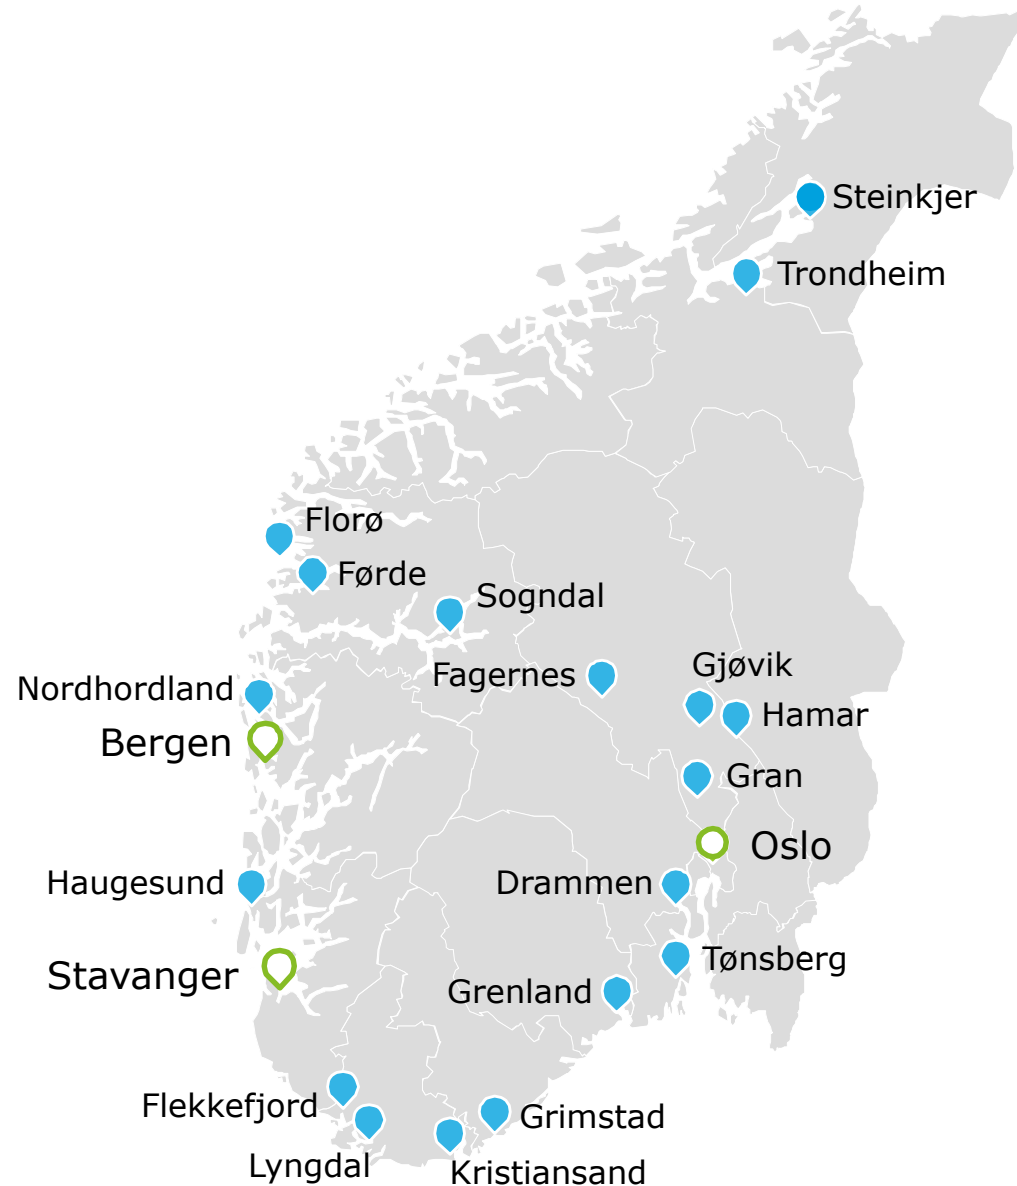 Steinkjer
Trondheim
Florø
Førde
Sogndal
Gjøvik
Fagernes
Nordhordland
Hamar
Bergen
Gran
Oslo
Haugesund
Drammen
Tønsberg
Stavanger
Grenland
Flekkefjord
Grimstad
Lyngdal
Kristiansand